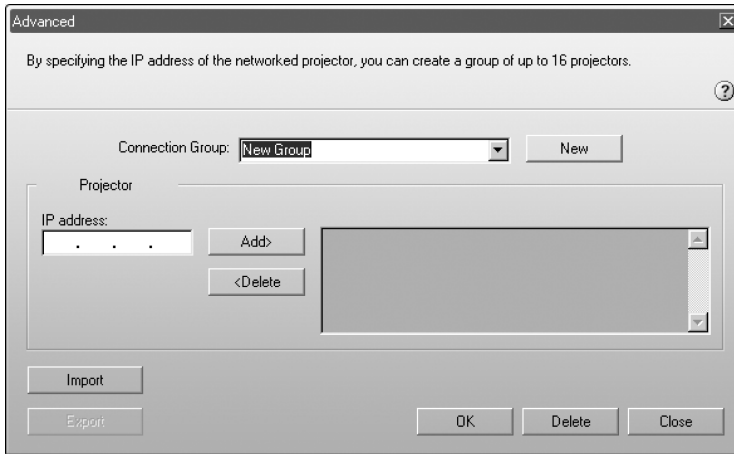 Advanced
By specifying the IP address of the networked projector, you can create a group of up to 16 projectors.
?
Connection Group: New Group New
Projector
IP address:
. . . Add>
<Delete
Import
Export OK Delete Close